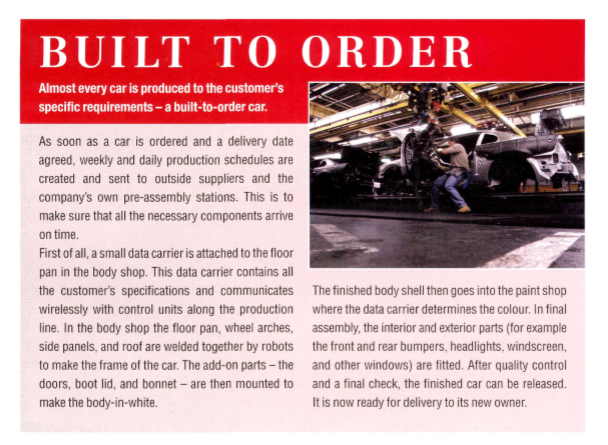 BUILT TO ORDER
Almost every car is produced to the customer's
specific requirements – a built-to-order car.
As soon as a car is ordered and a delivery date
agreed, weekly and daily production schedules are
created and sent to outside suppliers and the
company's own pre-assembly stations. This is to
make sure that all the necessary components arrive
on time.
First of all, a small data carrier is attached to the floor
pan in the body shop. This data carrier contains all
the customer's specifications and communicates
wirelessly with control units along the production
line. In the body shop the floor pan, wheel arches,
side panels, and roof are welded together by robots
to make the frame of the car. The add-on parts – the
doors, boot lid, and bonnet – are then mounted to
make the body-in-white.
The finished body shell then goes into the paint shop
where the data carrier determines the colour. In final
assembly, the interior and exterior parts (for example
the front and rear bumpers, headlights, windscreen,
and other windows) are fitted. After quality control
and a final check, the finished car can be released.
It is now ready for delivery to its new owner.